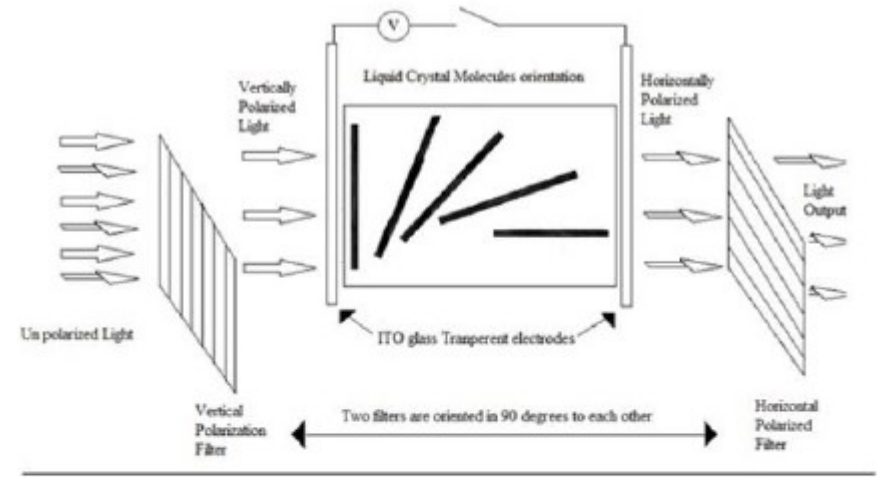 V
Liquid Crystal Molecules orientation
Vertically
Polarized
Light
Horizontally
Polarized
Light
Light
Output
Un polarized Light
ITO glass Tranperent electrodes
Vertical
Polarization
Filter
Two filters are oriented in 90 degrees to each other
Horizontal
Polarized
Filter